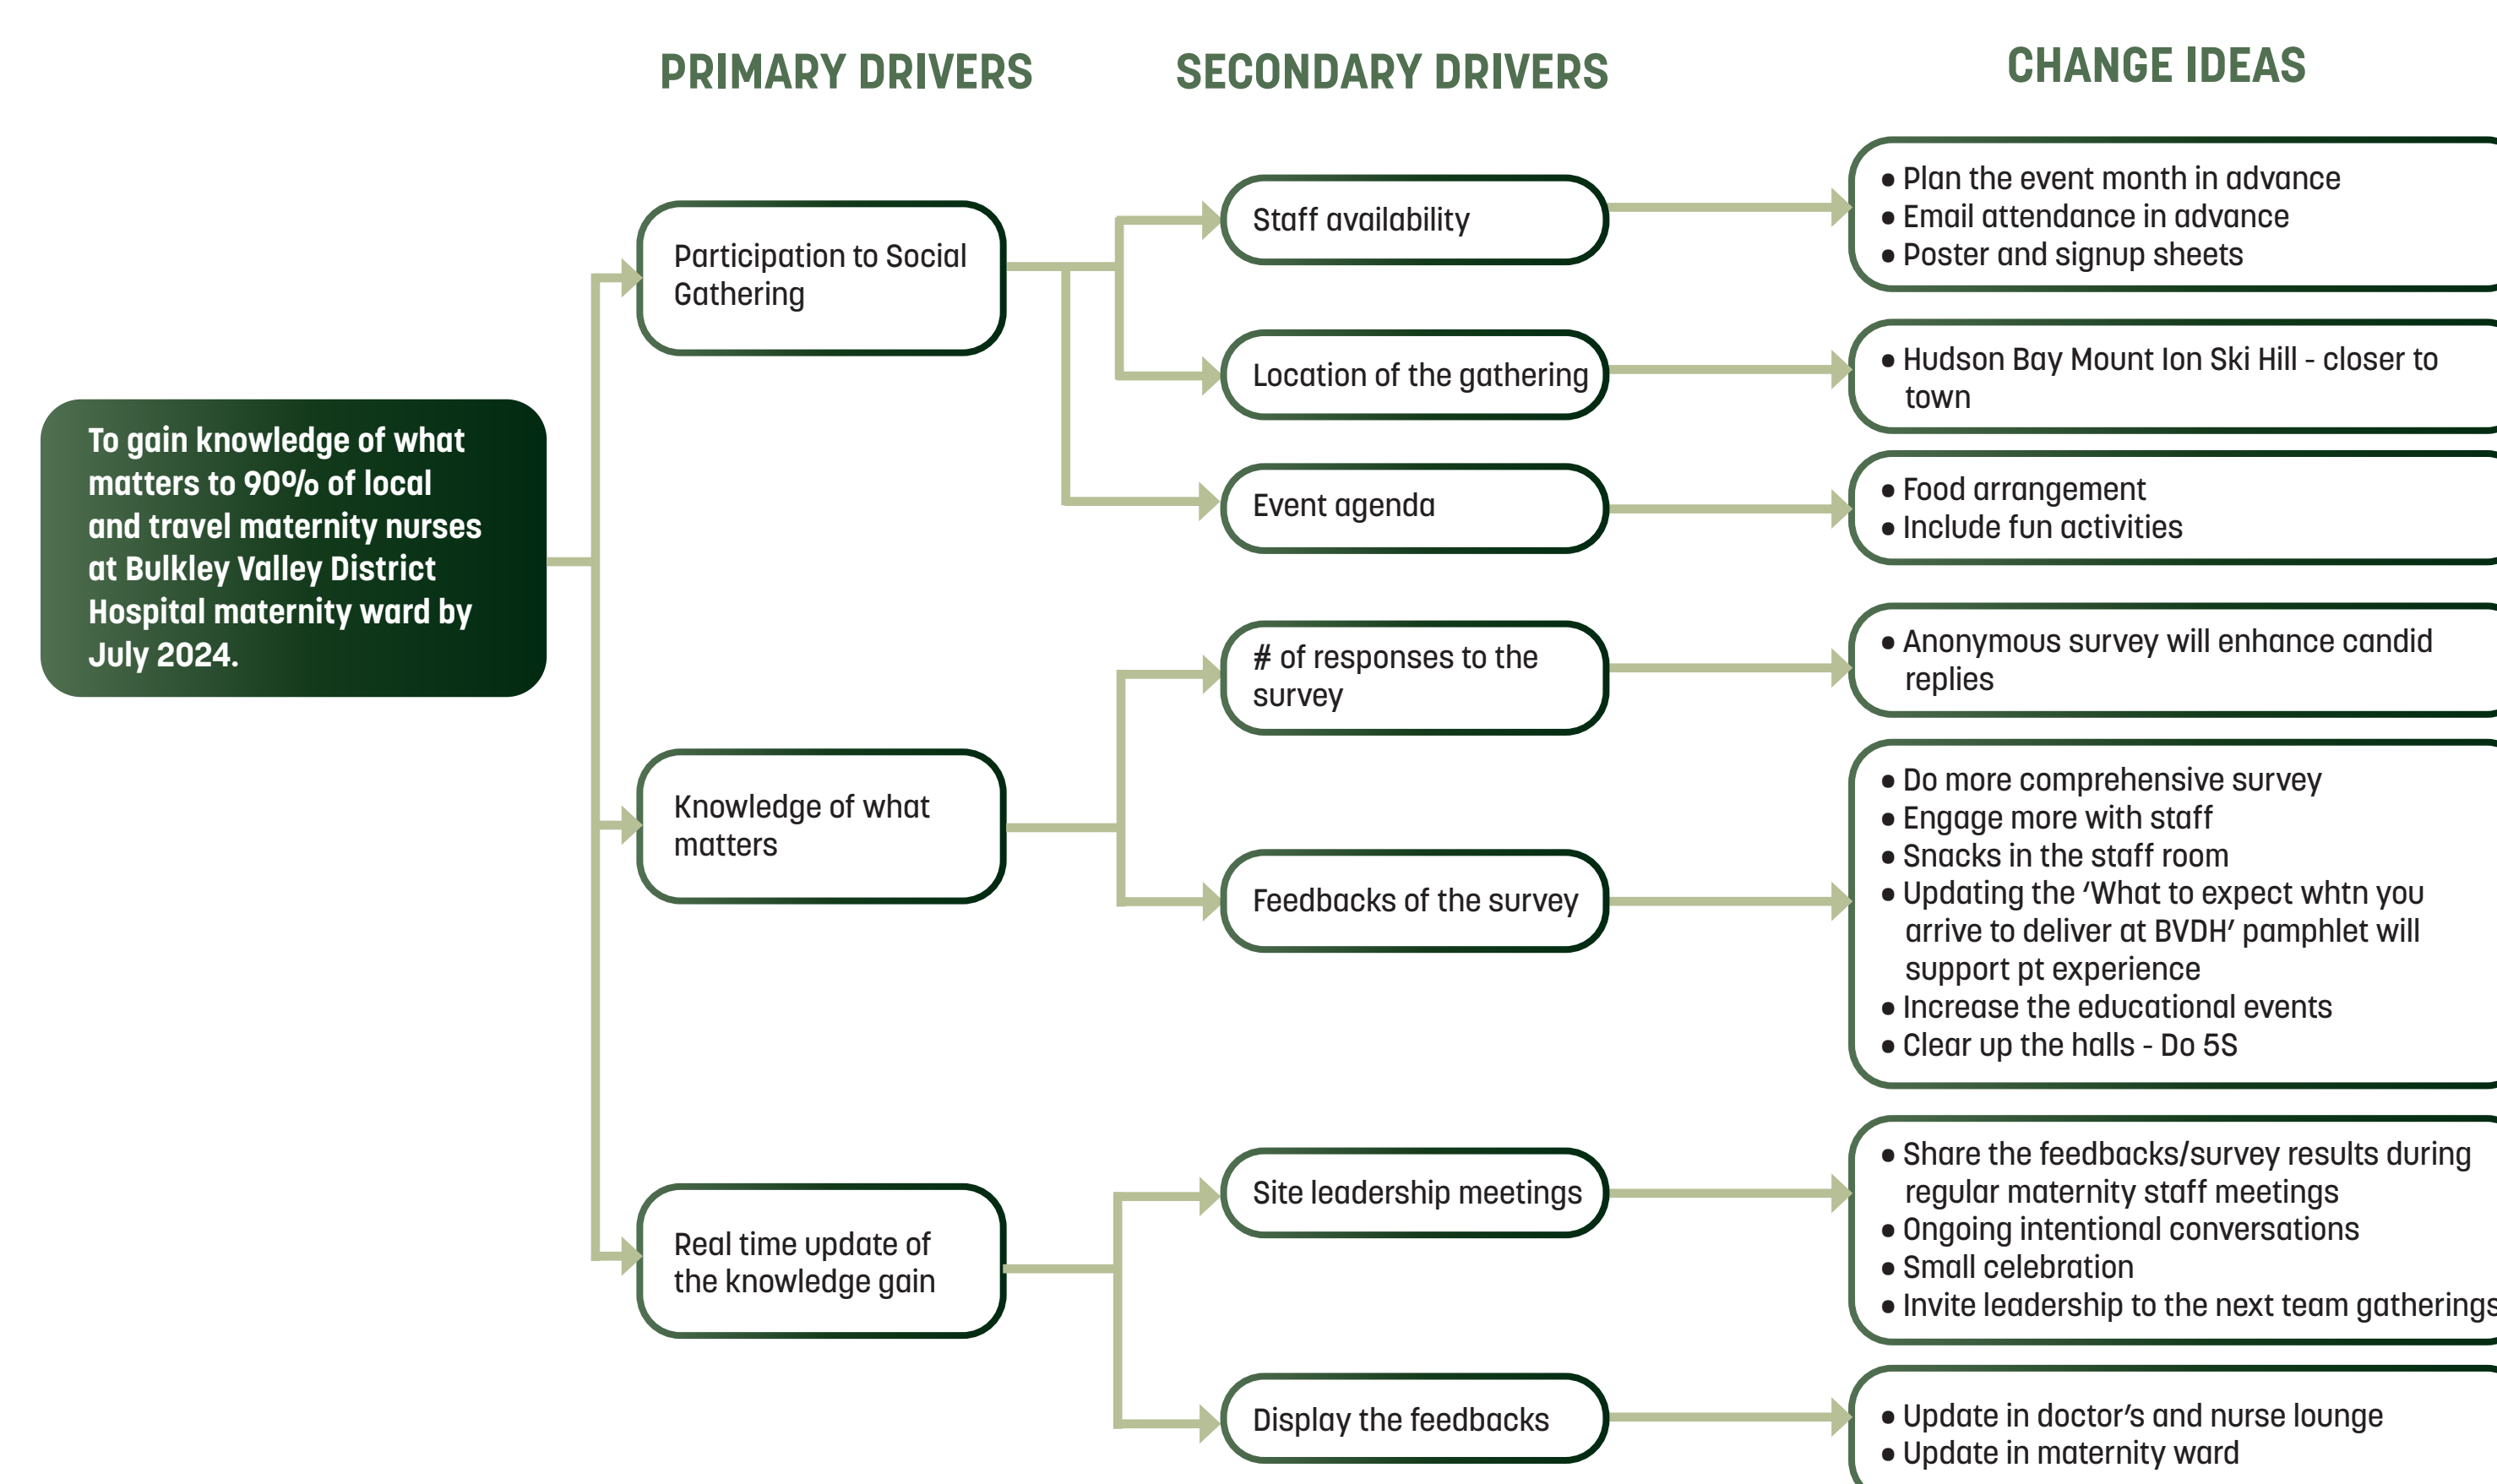 PRIMARY DRIVERS
SECONDARY DRIVERS
CHANGE IDEAS
To gain knowledge of what
matters to 90% of local
and travel maternity nurses
at Bulkley Valley District
Hospital maternity ward by
July 2024.
Participation to Social
Gathering
Staff availability
• Plan the event month in advance
• Email attendance in advance
• Poster and signup sheets
Location of the gathering
• Hudson Bay Mount Ion Ski Hill - closer to
town
Event agenda
• Food arrangement
• Include fun activities
Knowledge of what
matters
# of responses to the
survey
• Anonymous survey will enhance candid
replies
Feedbacks of the survey
• Do more comprehensive survey
• Engage more with staff
• Snacks in the staff room
• Updating the ‘What to expect whtn you
arrive to deliver at BVDH’ pamphlet will
support pt experience
• Increase the educational events
• Clear up the halls - Do 5S
Real time update of
the knowledge gain
Site leadership meetings
• Share the feedbacks/survey results during
regular maternity staff meetings
• Ongoing intentional conversations
• Small celebration
• Invite leadership to the next team gatherings
Display the feedbacks
• Update in doctor’s and nurse lounge
• Update in maternity ward